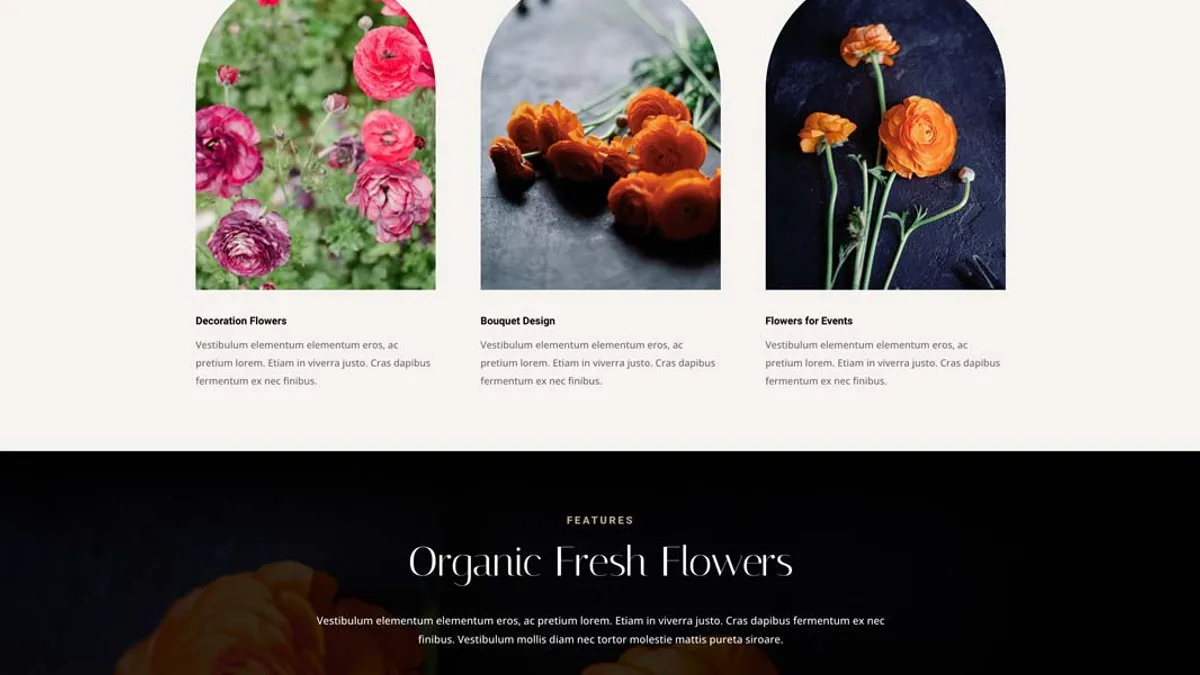 Decoration Flowers
Vestibulum elementum elementum eros, ac
pretium lorem. Etiam in viverra justo. Cras dapibus
fermentum ex nec finibus.
Bouquet Design
Vestibulum elementum elementum eros, ac
pretium lorem. Etiam in viverra justo. Cras dapibus
fermentum ex nec finibus.
Flowers for Events
Vestibulum elementum elementum eros, ac
pretium lorem. Etiam in viverra justo. Cras dapibus
fermentum ex nec finibus.
FEATURES
Organic Fresh Flowers
Vestibulum elementum elementum eros, ac pretium lorem. Etiam in viverra justo. Cras dapibus fermentum ex nec
finibus. Vestibulum mollis diam nec tortor molestie mattis pureta siroare.